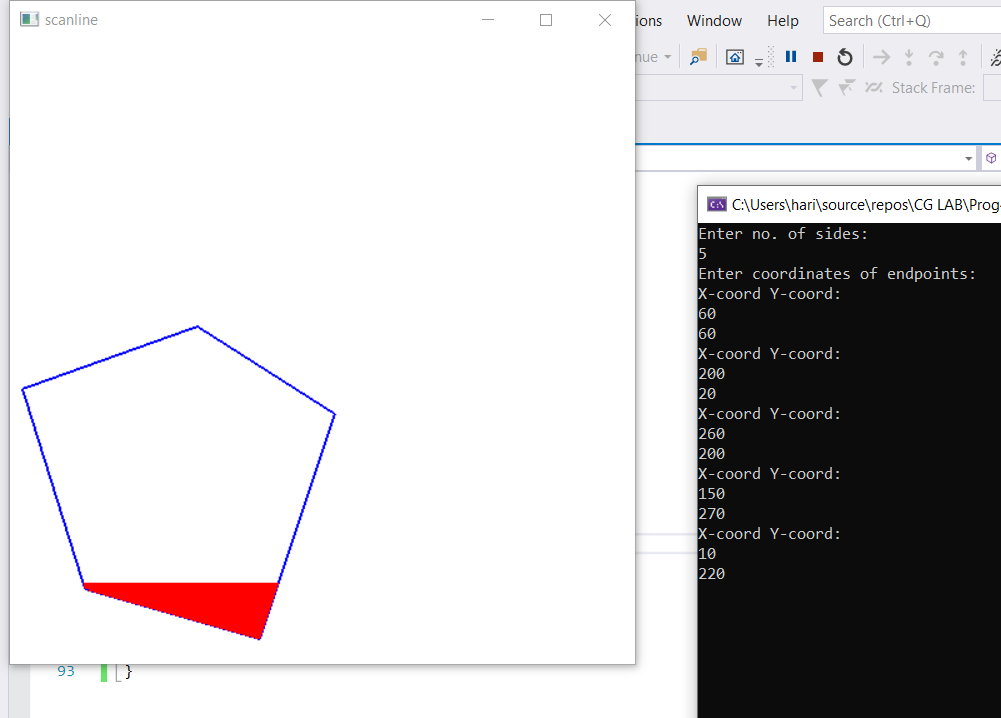 scanline
ions Window Help Search (Ctrl+Q)
nue
Stack Frame:
C:\Users\hari\source\repos\CG LAB\Prog
Enter no. of sides:
5
Enter coordinates of endpoints:
X-coord Y-coord:
60
60
X-coord Y-coord:
200
20
X-coord Y-coord:
260
200
X-coord Y-coord:
150
270
X-coord Y-coord:
10
220
93 }